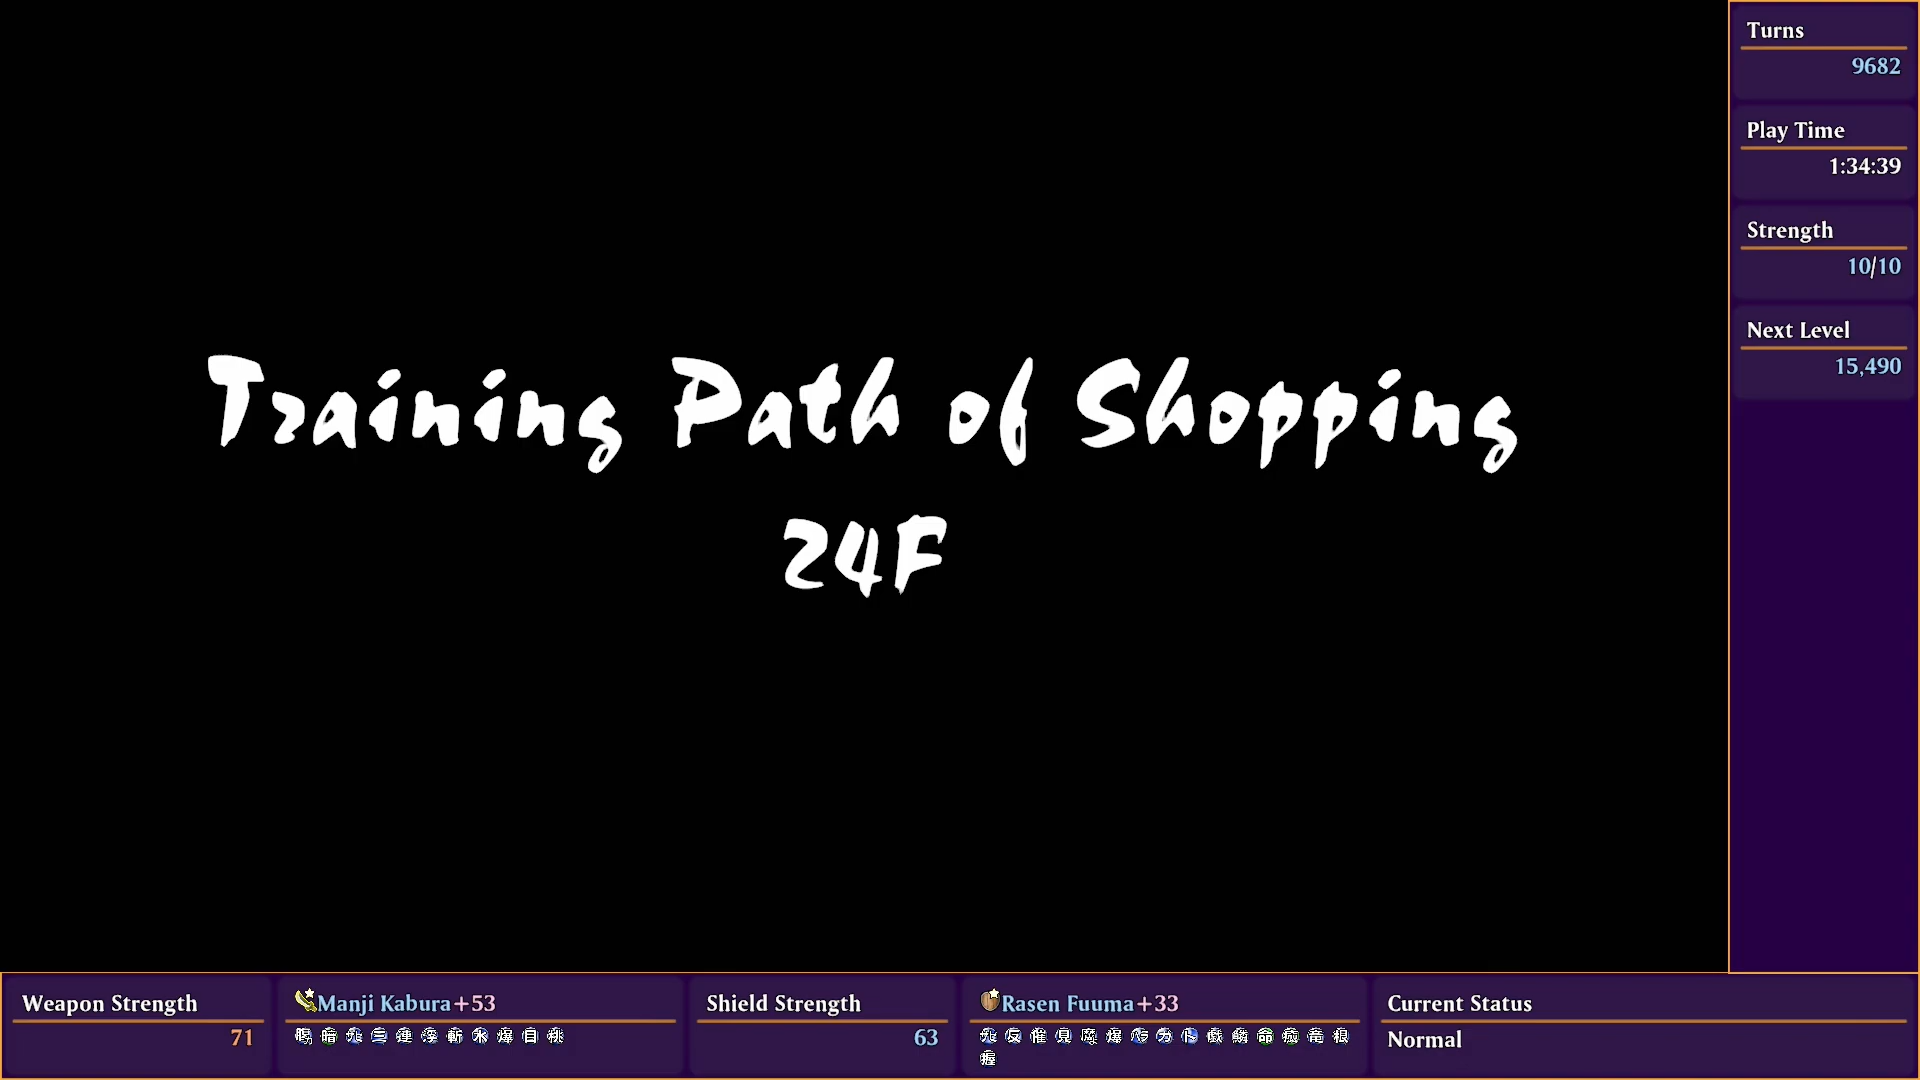 Training Path of Shopping
24F
Turns
9682
Play Time
1:34:39
Strength
10/10
Next Level
15,490
Weapon Strength
71
Manji Kabura+53
Shield Strength
63
Rasen Fuuma+33
Current Status
Normal